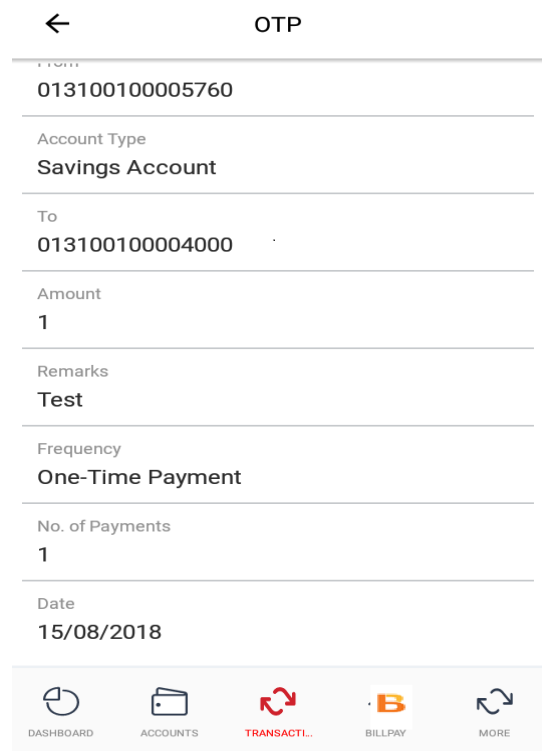 OTP
From
013100100005760
Account Type
Savings Account
To
013100100004000
Amount
1
Remarks
Test
Frequency
One-Time Payment
No. of Payments
1
Date
15/08/2018
DASHBOARD
ACCOUNTS
TRANSACTI...
B
BILLPAY
MORE